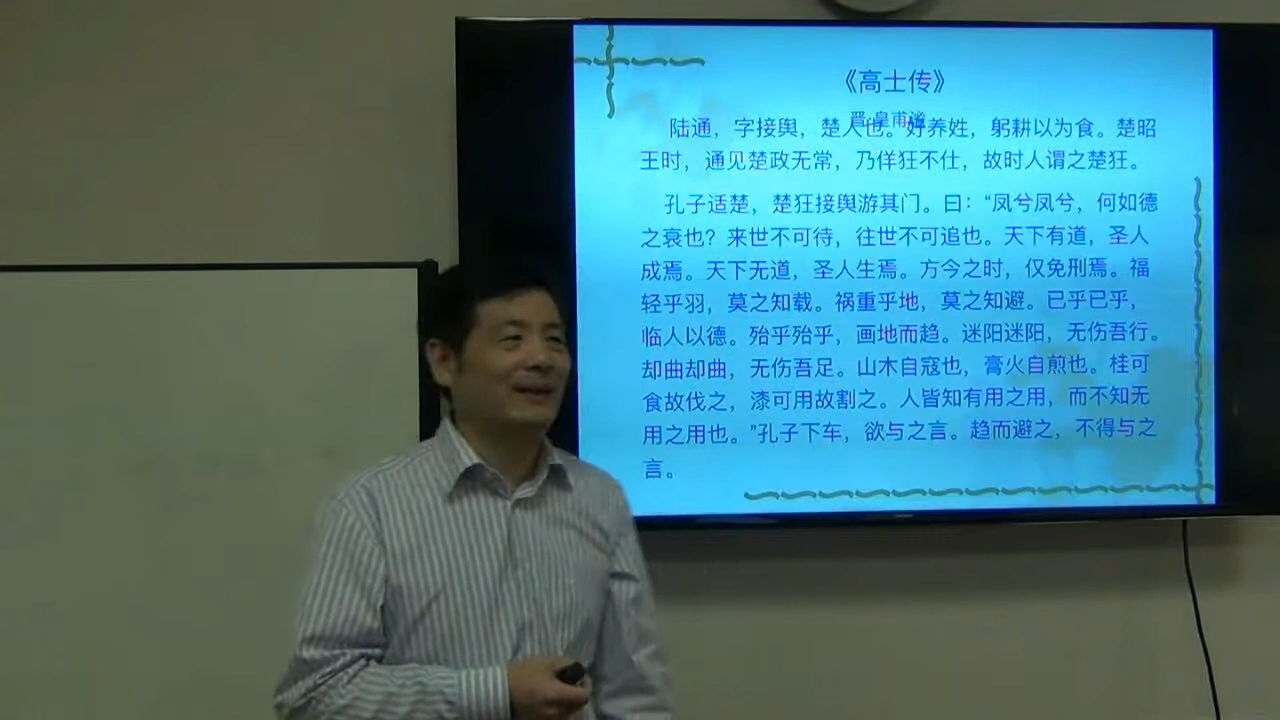 《高士传》
晋·皇甫谧
陆通，字接舆，楚人也。好养姓，躬耕以为食。楚昭
王时，通见楚政无常，乃佯狂不仕，故时人谓之楚狂。
孔子适楚，楚狂接舆游其门。曰：“凤兮凤兮，何如德
之衰也？来世不可待，往世不可追也。天下有道，圣人
成焉。天下无道，圣人生焉。方今之时，仅免刑焉。福
轻乎羽，莫之知载。祸重乎地，莫之知避。已乎已乎，
临人以德。殆乎殆乎，画地而趋。迷阳迷阳，无伤吾行。
却曲却曲，无伤吾足。山木自寇也，膏火自煎也。桂可
食故伐之，漆可用故割之。人皆知有用之用，而不知无
用之用也。”孔子下车，欲与之言。趋而避之，不得与之
言。